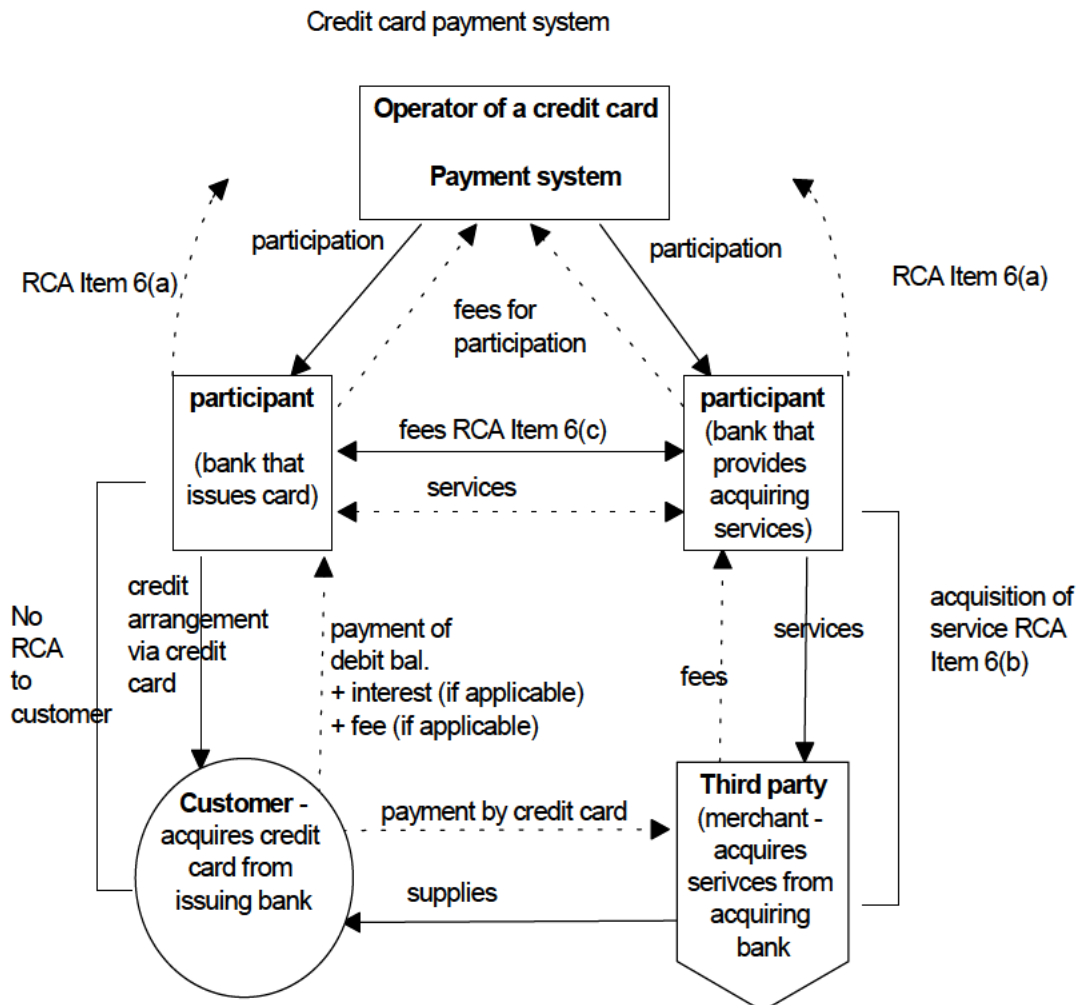 Credit card payment system
Operator of a credit card
Payment system
participation
participation
RCA Item 6(a)
RCA Item 6(a)
fees for
participation
participant
(bank that
issues card)
participant
(bank that
provides
acquiring
services)
fees RCA Item 6(c)
services
No
RCA
to
customer
credit
arrangement
via credit
card
payment of
debit bal.
+ interest (if applicable)
+ fee (if applicable)
fees
services
acquisition of
service RCA
Item 6(b)
Customer -
acquires credit
card from
issuing bank
payment by credit card
supplies
Third party
(merchant -
acquires
serivces from
acquiring
bank